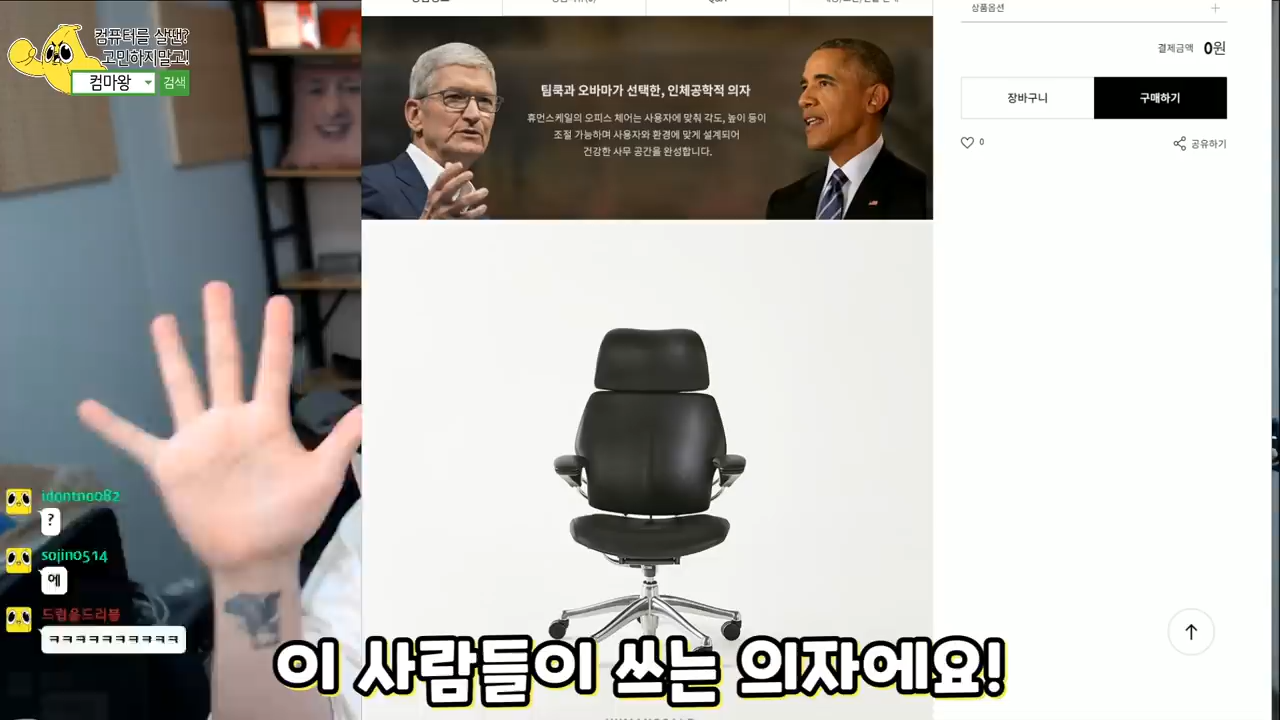 컴퓨터를 살땐?
고민하지말고!
컴마왕
검색
Q&A
상품옵션
결제금액 0원
장바구니
구매하기
0
공유하기
팀쿡과 오바마가 선택한, 인체공학적 의자
휴먼스케일의 오피스 체어는 사용자에 맞춰 각도, 높이 등이
조절 가능하며 사용자와 환경에 맞게 설계되어
건강한 사무 공간을 완성합니다.
idontnoo82
?
sojino514
에
드립을드리블
ㅋㅋㅋㅋㅋㅋㅋㅋㅋㅋ
이 사람들이 쓰는 의자에요!